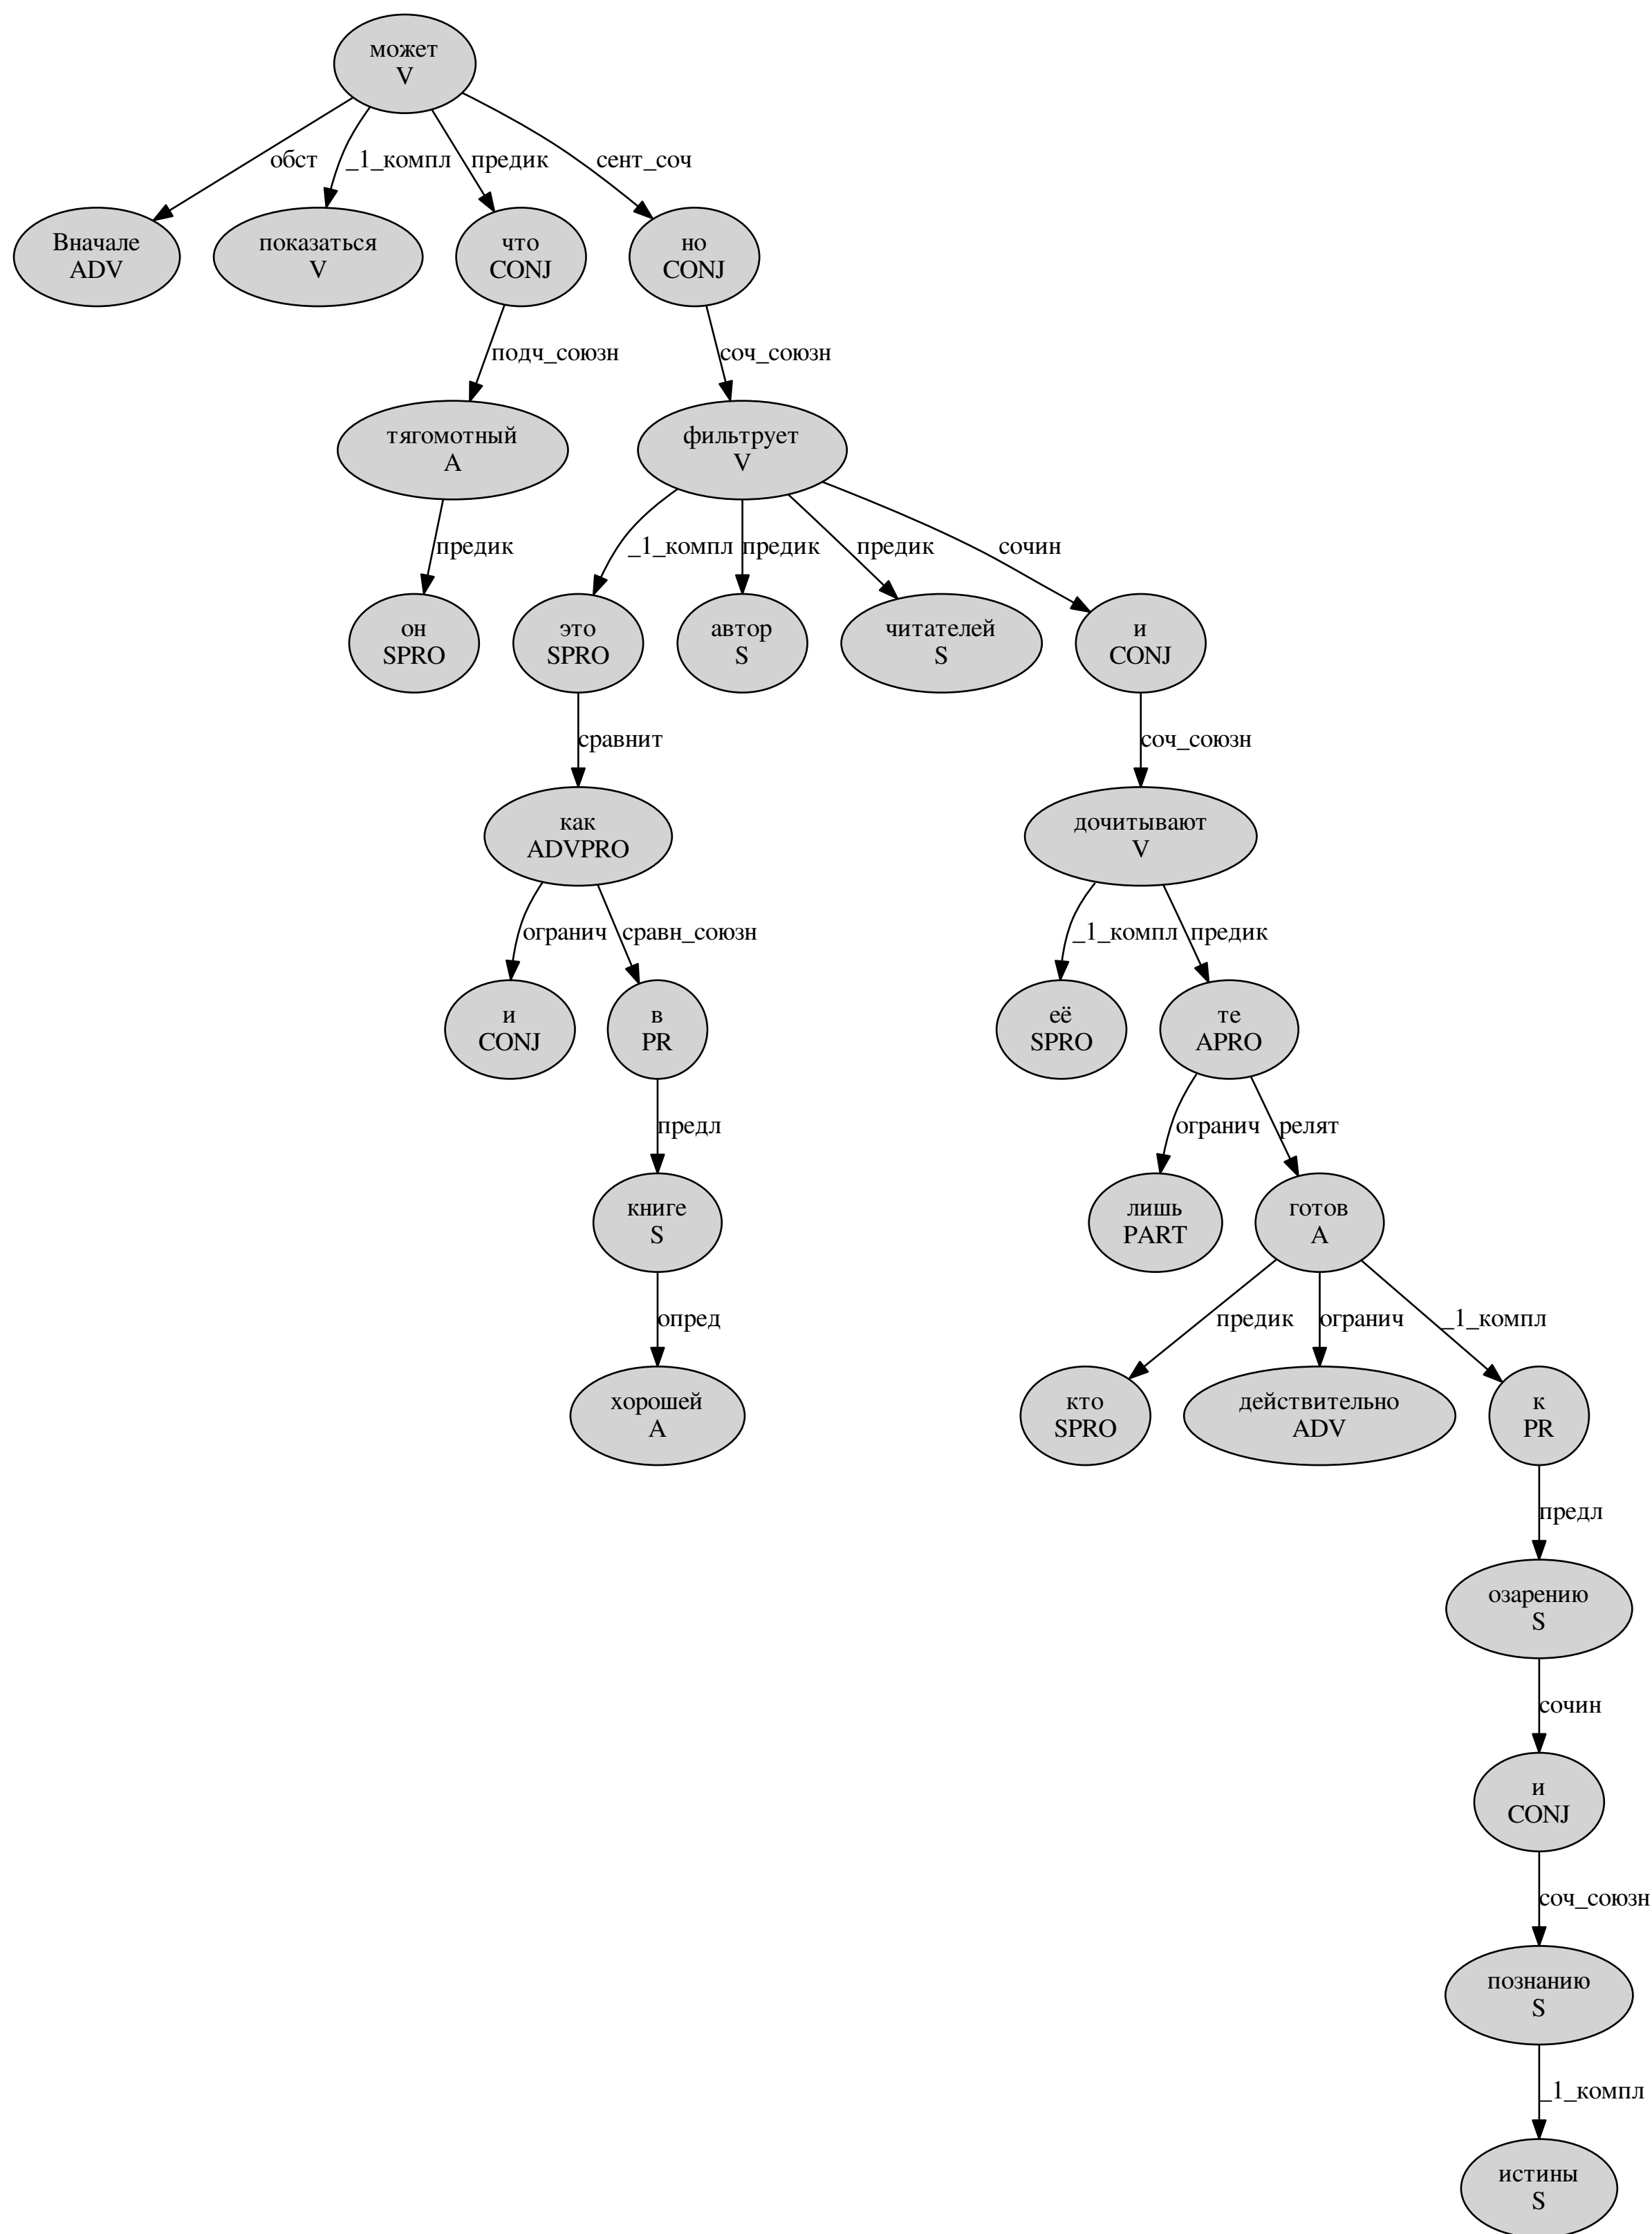 может
V
обст
_1_компл
предик
сент_соч
Вначале
ADV
показаться
V
что
CONJ
но
CONJ
подч_союзн
соч_союзн
тягомотный
A
фильтрует
V
предик
_1_компл
предик
предик
сочин
он
SPRO
это
SPRO
автор
S
читателей
S
и
CONJ
сравнит
соч_союзн
как
ADVPRO
дочитывают
V
огранич
сравн_союзн
_1_компл
предик
и
CONJ
в
PR
её
SPRO
те
APRO
предл
огранич
релят
книге
S
лишь
PART
готов
A
опред
предик
огранич
_1_компл
хорошей
A
кто
SPRO
действительно
ADV
к
PR
предл
озарению
S
сочин
и
CONJ
соч_союзн
познанию
S
_1_компл
истины
S